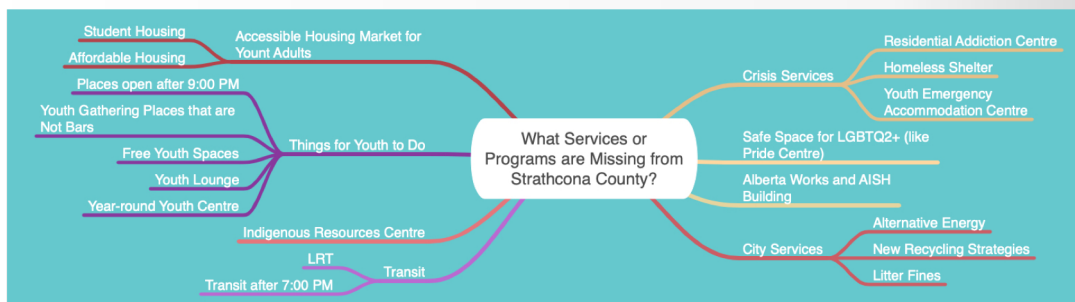 Student Housing
Affordable Housing
Accessible Housing Market for
Yount Adults
Places open after 9:00 PM
Youth Gathering Places that are
Not Bars
Free Youth Spaces
Youth Lounge
Year-round Youth Centre
Things for Youth to Do
Indigenous Resources Centre
LRT
Transit after 7:00 PM
Transit
What Services or
Programs are Missing from
Strathcona County?
Crisis Services
Residential Addiction Centre
Homeless Shelter
Youth Emergency
Accommodation Centre
Safe Space for LGBTQ2+ (like
Pride Centre)
Alberta Works and AISH
Building
City Services
Alternative Energy
New Recycling Strategies
Litter Fines